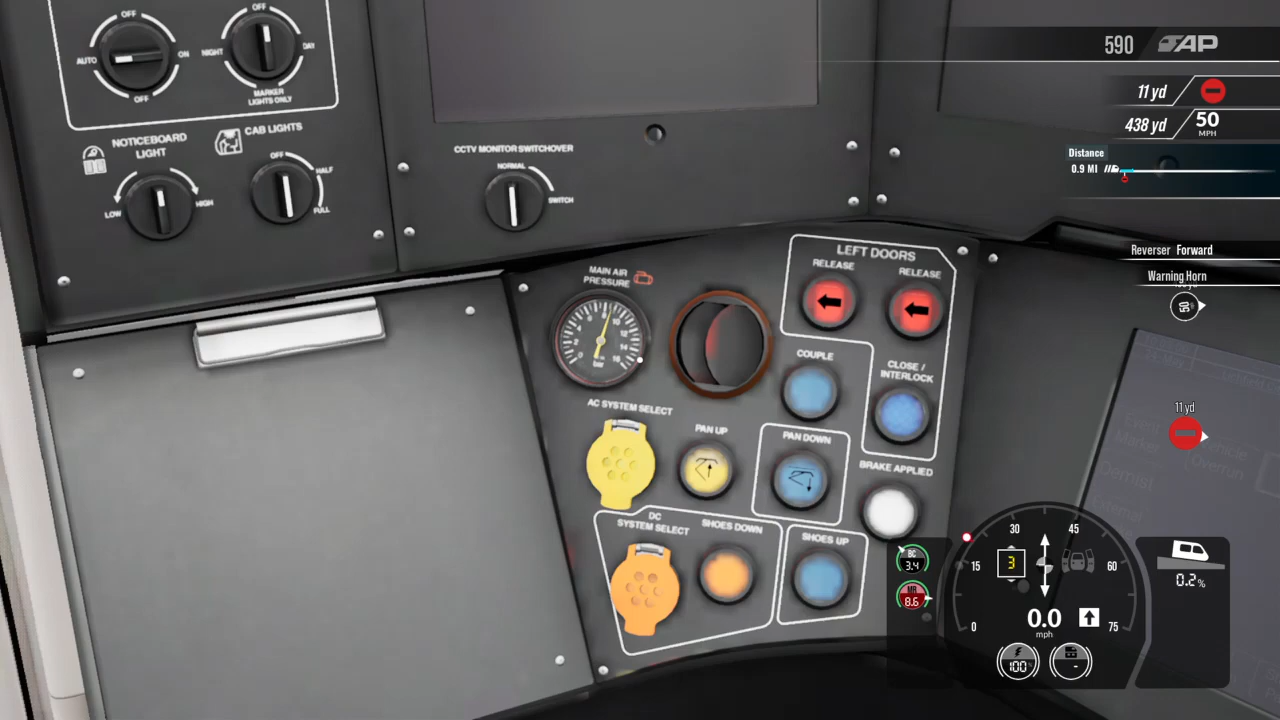 OFF
AUTO
ON
OFF
OFF
NIGHT
DAY
MARKER
LIGHTS ONLY
NOTICEBOARD
LIGHT
LOW
HIGH
CAB LIGHTS
OFF
HALF
FULL
CCTV MONITOR SWITCHOVER
NORMAL
SWITCH
590
AP
11 yd
438 yd
50
MPH
Distance
0.9 MI
Reverser Forward
Warning Horn
11 yd
MAIN AIR
PRESSURE
bar
LEFT DOORS
RELEASE
RELEASE
COUPLE
CLOSE /
INTERLOCK
AC SYSTEM SELECT
PAN UP
PAN DOWN
BRAKE APPLIED
DC
SYSTEM SELECT
SHOES DOWN
SHOES UP
BC
3.4
MR
8.6
0
15
30
45
60
75
3
0.0
mph
100
-
0.2%